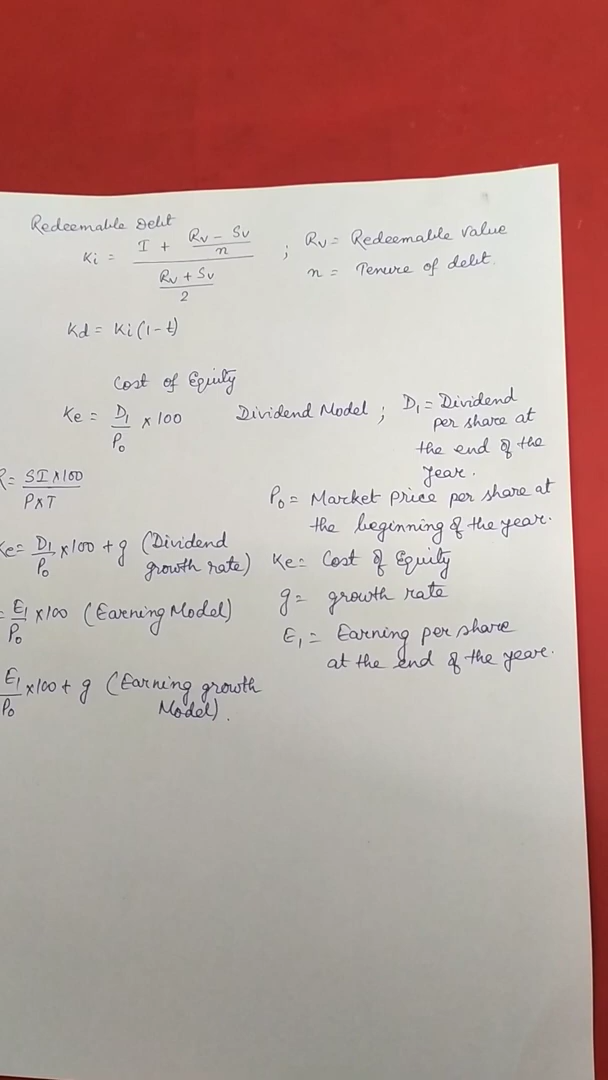 Redeemable Debt
Ki = (I + (Rv - Sv)/n) / ((Rv + Sv)/2) ; Rv = Redeemable value
n = Tenure of debt
Kd = Ki(1-t)
Cost of Equity
Ke = D1/P0 x 100 Dividend Model ; D1 = Dividend
per share at
the end of the
year.
R = SI x 100 / P x T
P0 = Market price per share at
the beginning of the year.
Ke = D1/P0 x 100 + g (Dividend
growth rate)
Ke = Cost of Equity
g = growth rate
= E1/P0 x 100 (Earning Model)
E1 = Earning per share
at the end of the year.
E1/P0 x 100 + g (Earning growth
Model).